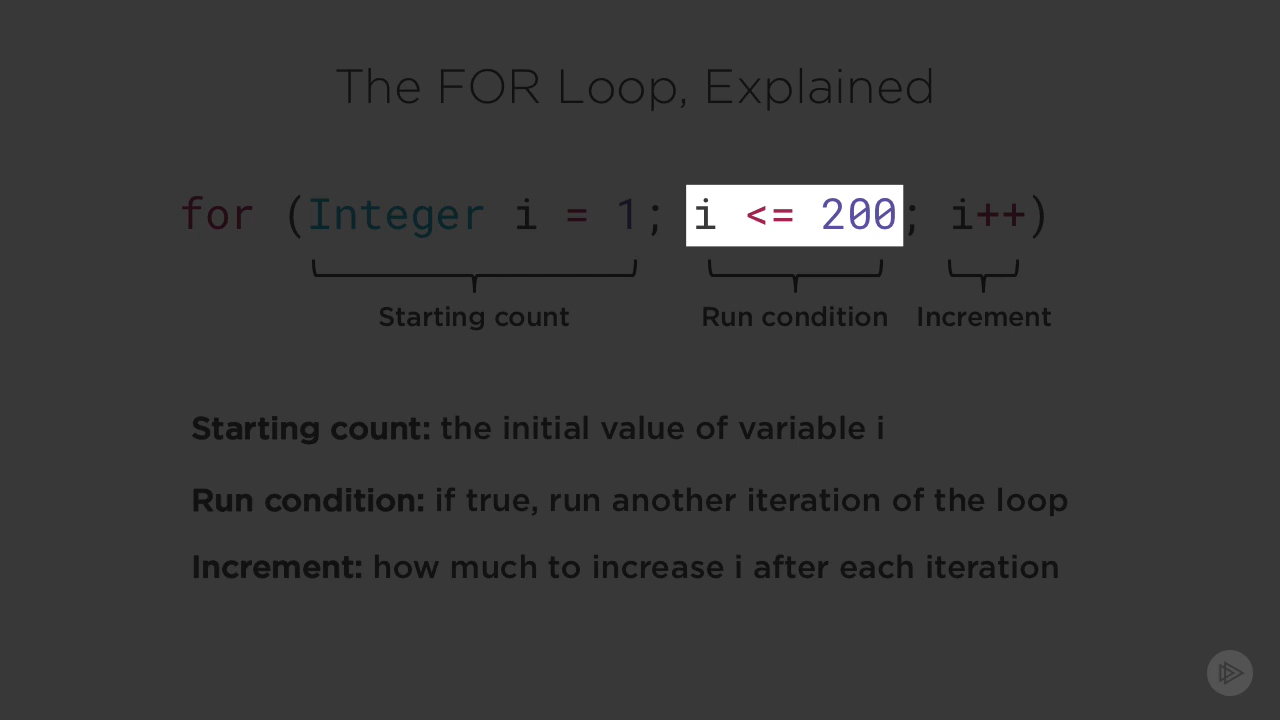 The FOR Loop, Explained
for (Integer i = 1; i <= 200; i++)
Starting count Run condition Increment
Starting count: the initial value of variable i
Run condition: if true, run another iteration of the loop
Increment: how much to increase i after each iteration